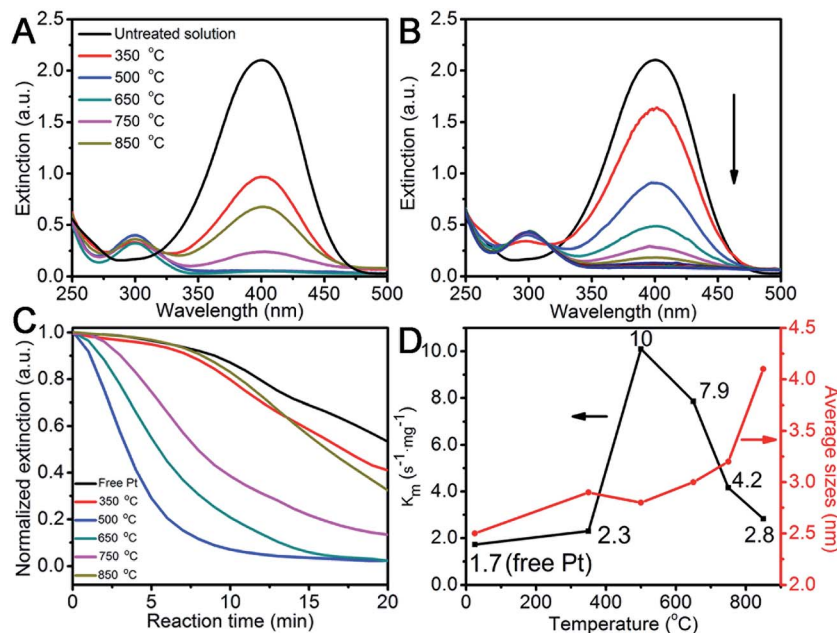 A
Untreated solution
350 °C
500 °C
650 °C
750 °C
850 °C
Extinction (a.u.)
2.5
2.0
1.5
1.0
0.5
0.0
250 300 350 400 450 500
Wavelength (nm)
B
Extinction (a.u.)
2.5
2.0
1.5
1.0
0.5
0.0
250 300 350 400 450 500
Wavelength (nm)
C
Normalized extinction (a.u.)
1.0
0.8
0.6
0.4
0.2
0.0
Free Pt
350 °C
500 °C
650 °C
750 °C
850 °C
0 5 10 15 20
Reaction time (min)
D
Km (s-1·mg-1)
10.0
8.0
6.0
4.0
2.0
0.0
10
7.9
4.2
2.8
2.3
1.7 (free Pt)
4.5
4.0
3.5
3.0
2.5
2.0
Average sizes (nm)
0 200 400 600 800
Temperature (°C)